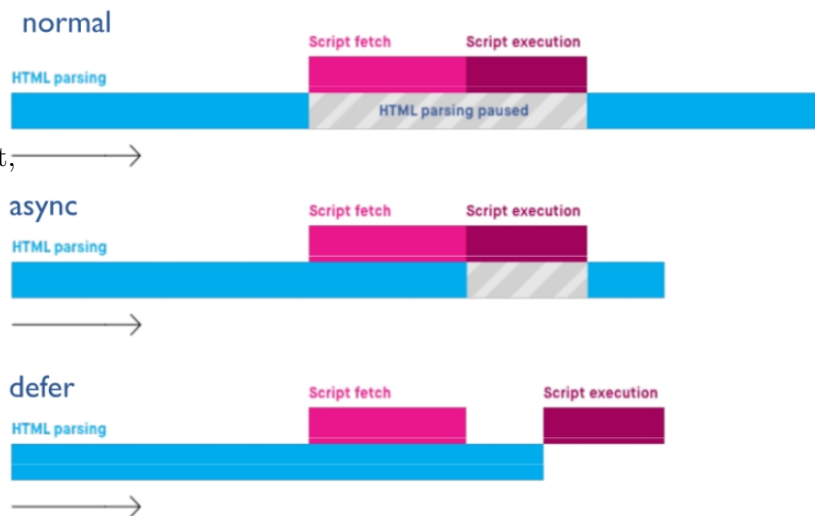 normal
Script fetch Script execution
HTML parsing
HTML parsing paused
t,
async
Script fetch Script execution
HTML parsing
defer
Script fetch Script execution
HTML parsing